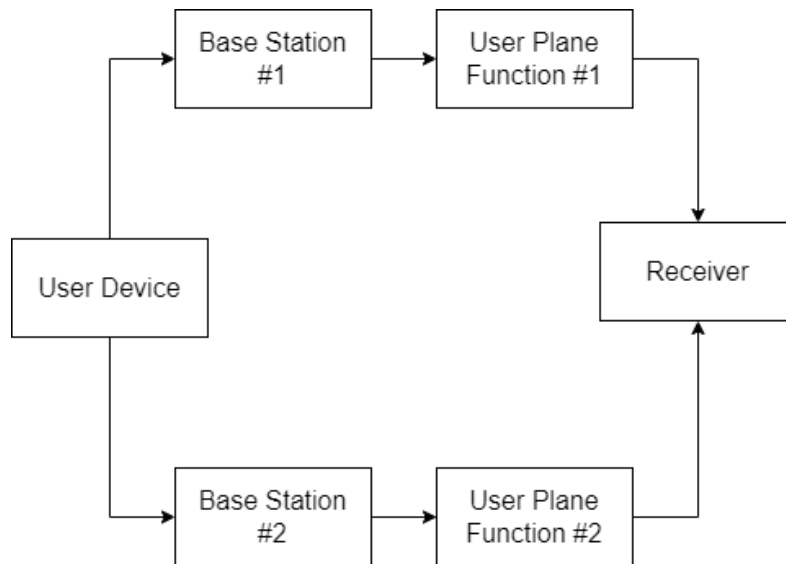 Base Station
#1
User Plane
Function #1
User Device
Receiver
Base Station
#2
User Plane
Function #2